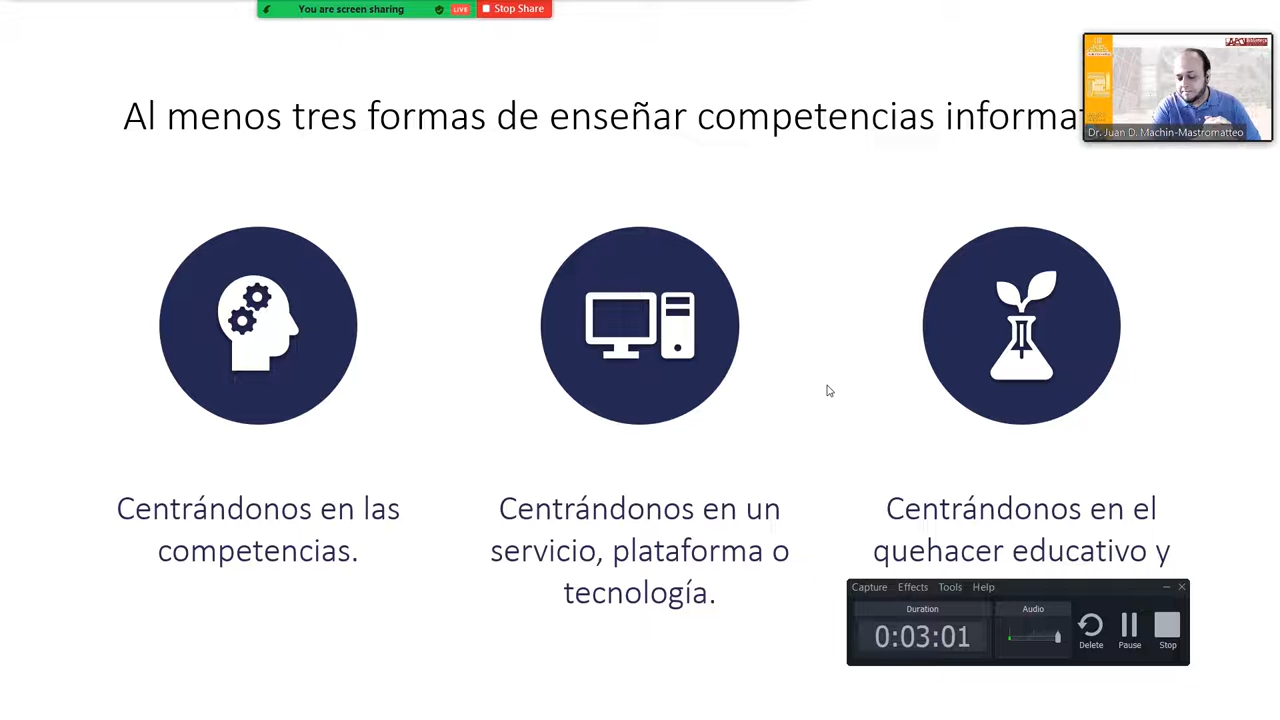 You are screen sharing
LIVE
Stop Share
Al menos tres formas de enseñar competencias
Dr. Juan D. Machin-Mastromatteo
Centrándonos en las
competencias.
Centrándonos en un
servicio, plataforma o
tecnología.
Centrándonos en el
quehacer educativo y
Capture Effects Tools Help
Duration
Audio
0:03:01
Delete
Pause
Stop